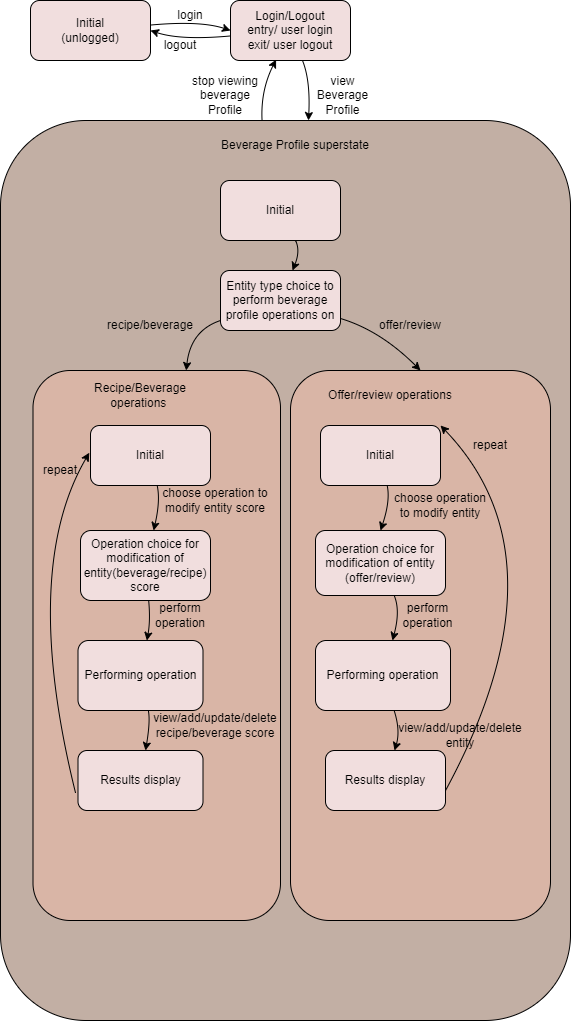 Initial
(unlogged)
login
logout
Login/Logout
entry/ user login
exit/ user logout
stop viewing
beverage
Profile
view
Beverage
Profile
Beverage Profile superstate
Initial
Entity type choice to
perform beverage
profile operations on
recipe/beverage
offer/review
Recipe/Beverage
operations
Initial
repeat
choose operation to
modify entity score
Operation choice for
modification of
entity(beverage/recipe)
score
perform
operation
Performing operation
view/add/update/delete
recipe/beverage score
Results display
Offer/review operations
Initial
repeat
choose operation
to modify entity
Operation choice for
modification of entity
(offer/review)
perform
operation
Performing operation
view/add/update/delete
entity
Results display